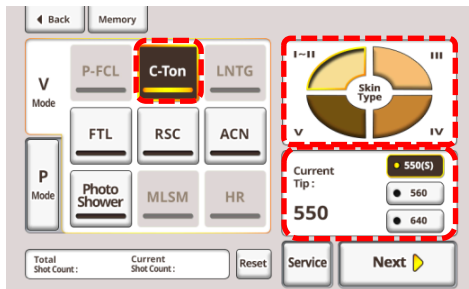 Back
Memory
V
Mode
P-FCL
C-Ton
LNTG
FTL
RSC
ACN
P
Mode
Photo
Shower
MLSM
HR
I~II
III
Skin
Type
V
IV
Current
Tip :
550
550(S)
560
640
Total
Shot Count :
Current
Shot Count :
Reset
Service
Next